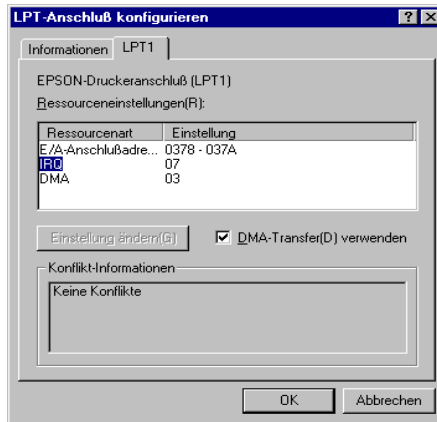 LPT-Anschluß konfigurieren
Informationen LPT1
EPSON-Druckeranschluß (LPT1)
Ressourceneinstellungen(R):
Ressourcenart Einstellung
E/A-Anschlußadre... 0378 - 037A
IRQ 07
DMA 03
Einstellung ändern(G) DMA-Transfer(D) verwenden
Konflikt-Informationen
Keine Konflikte
OK Abbrechen